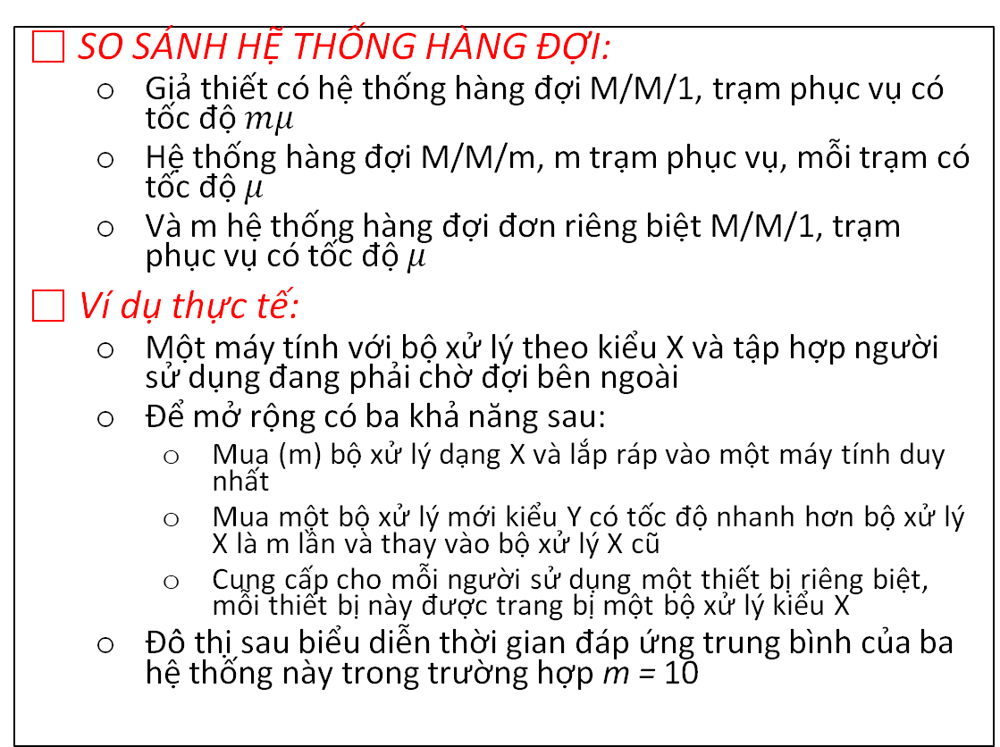 SO SÁNH HỆ THỐNG HÀNG ĐỢI:
o Giả thiết có hệ thống hàng đợi M/M/1, trạm phục vụ có
tốc độ mμ
o Hệ thống hàng đợi M/M/m, m trạm phục vụ, mỗi trạm có
tốc độ μ
o Và m hệ thống hàng đợi đơn riêng biệt M/M/1, trạm
phục vụ có tốc độ μ
Ví dụ thực tế:
o Một máy tính với bộ xử lý theo kiểu X và tập hợp người
sử dụng đang phải chờ đợi bên ngoài
o Để mở rộng có ba khả năng sau:
o Mua (m) bộ xử lý dạng X và lắp ráp vào một máy tính duy
nhất
o Mua một bộ xử lý mới kiểu Y có tốc độ nhanh hơn bộ xử lý
X là m lần và thay vào bộ xử lý X cũ
o Cung cấp cho mỗi người sử dụng một thiết bị riêng biệt,
mỗi thiết bị này được trang bị một bộ xử lý kiểu X
o Đồ thị sau biểu diễn thời gian đáp ứng trung bình của ba
hệ thống này trong trường hợp m = 10